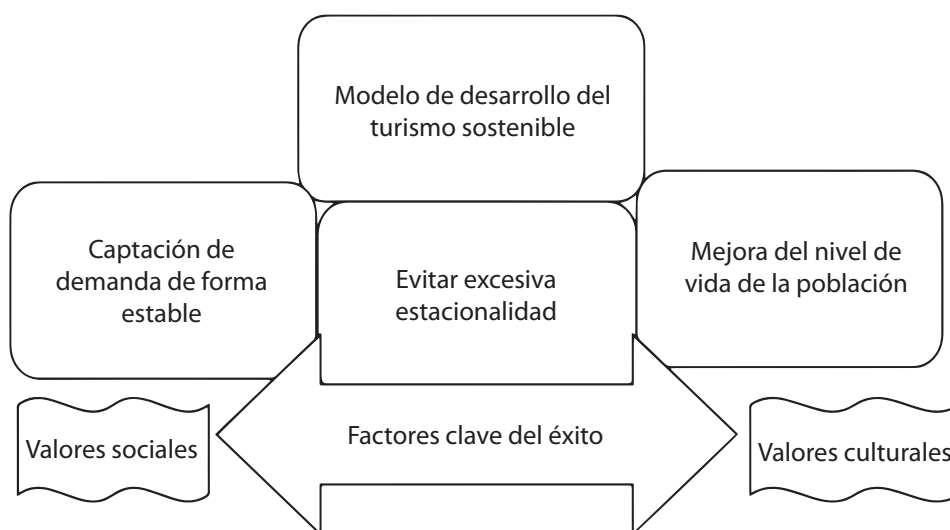 Modelo de desarrollo del
turismo sostenible
Captación de
demanda de forma
estable
Evitar excesiva
estacionalidad
Mejora del nivel de
vida de la población
Valores sociales
Factores clave del éxito
Valores culturales